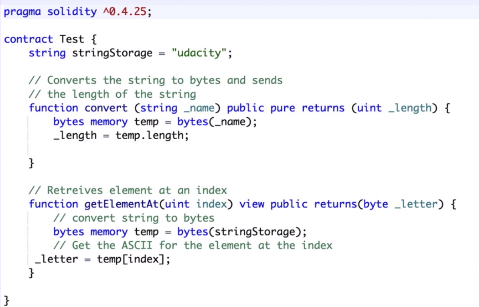 pragma solidity ^0.4.25;
contract Test {
string stringStorage = "udacity";
// Converts the string to bytes and sends
// the length of the string
function convert (string _name) public pure returns (uint _length) {
bytes memory temp = bytes(_name);
_length = temp.length;
}
// Retreives element at an index
function getElementAt(uint index) view public returns(byte _letter) {
// convert string to bytes
bytes memory temp = bytes(stringStorage);
// Get the ASCII for the element at the index
_letter = temp[index];
}
}